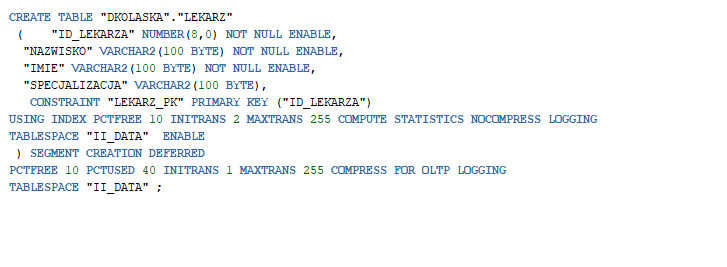 CREATE TABLE "DKOLASKA"."LEKARZ"
(    "ID_LEKARZA" NUMBER(8,0) NOT NULL ENABLE,
"NAZWISKO" VARCHAR2(100 BYTE) NOT NULL ENABLE,
"IMIE" VARCHAR2(100 BYTE) NOT NULL ENABLE,
"SPECJALIZACJA" VARCHAR2(100 BYTE),
CONSTRAINT "LEKARZ_PK" PRIMARY KEY ("ID_LEKARZA")
USING INDEX PCTFREE 10 INITRANS 2 MAXTRANS 255 COMPUTE STATISTICS NOCOMPRESS LOGGING
TABLESPACE "II_DATA"  ENABLE
) SEGMENT CREATION DEFERRED
PCTFREE 10 PCTUSED 40 INITRANS 1 MAXTRANS 255 COMPRESS FOR OLTP LOGGING
TABLESPACE "II_DATA" ;